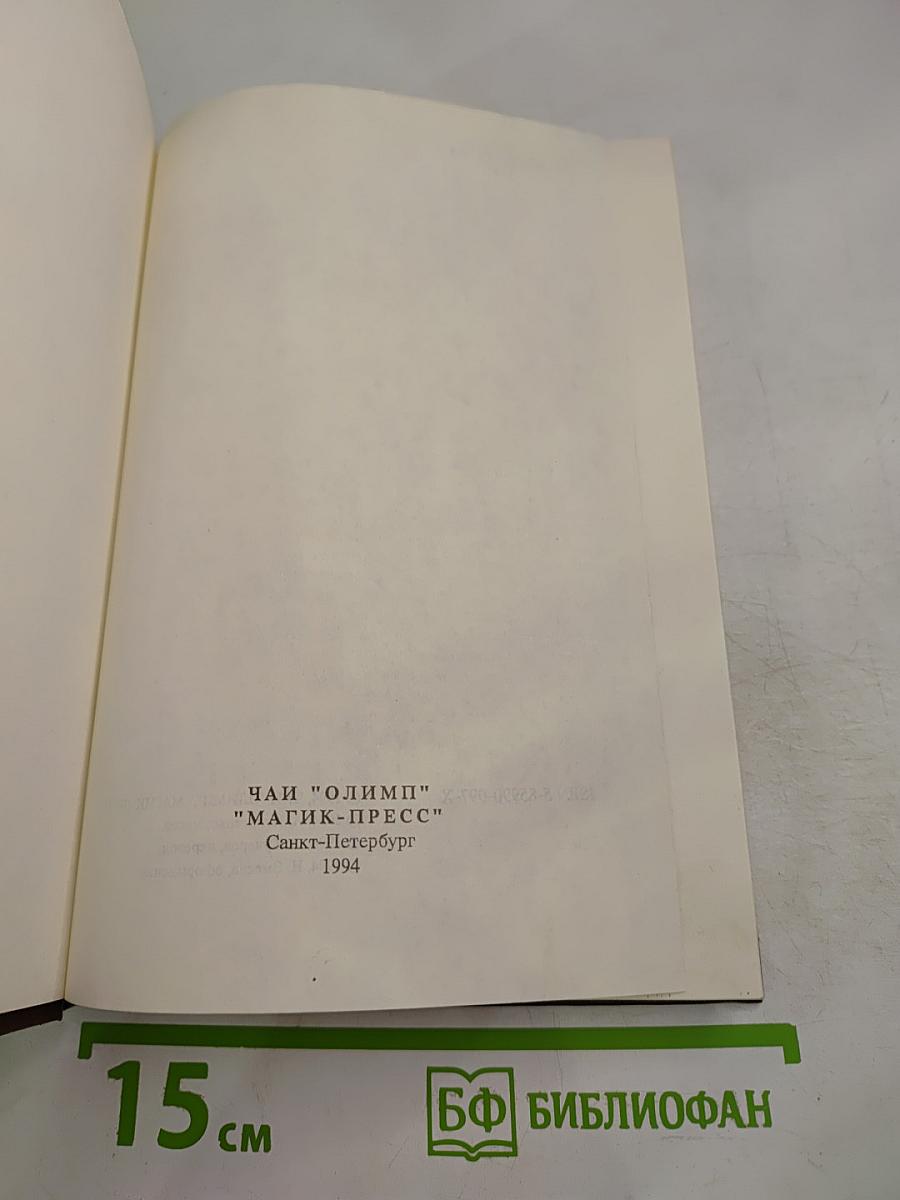 ЧАИ "ОЛИМП"
"МАГИК-ПРЕСС"
Санкт-Петербург
1994
15 см
БФ БИБЛИОФАН